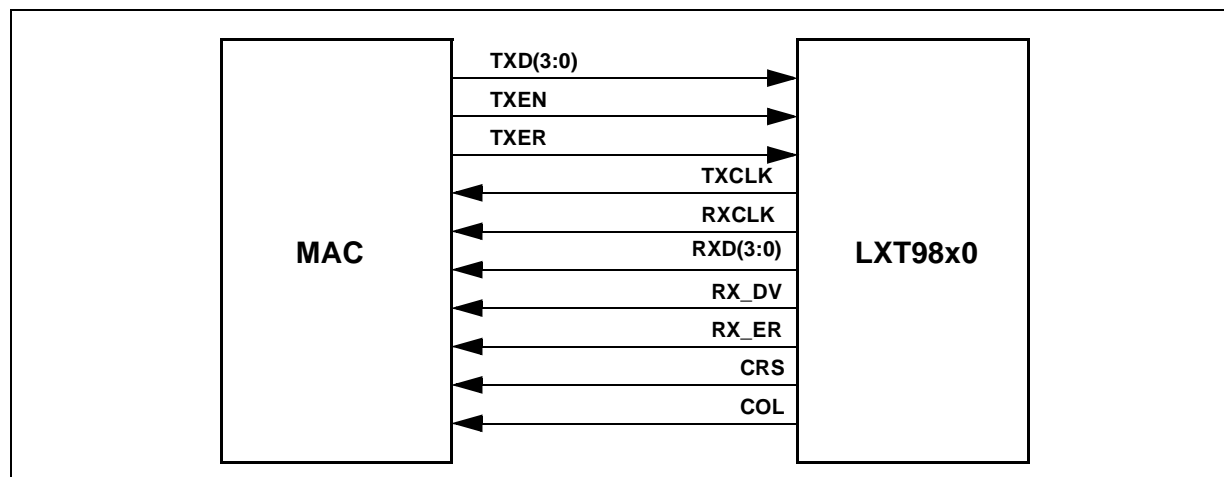 TXD(3:0)
TXEN
TXER
TXCLK
RXCLK
MAC
RXD(3:0)
LXT98x0
RX_DV
RX_ER
CRS
COL